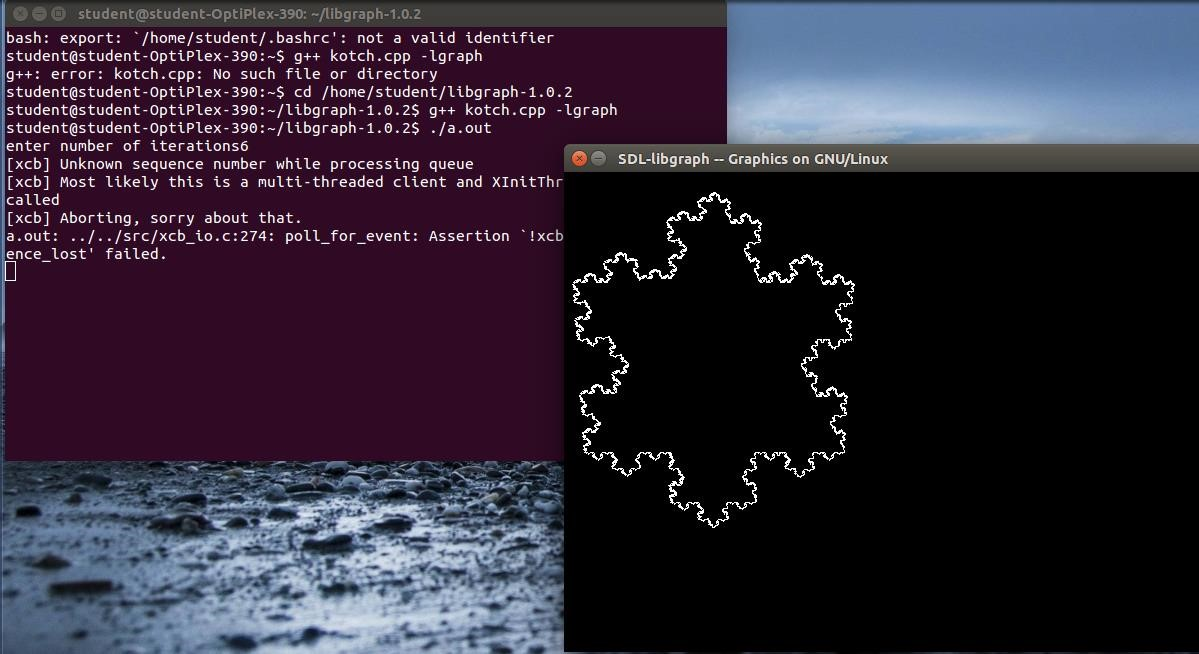 student@student-OptiPlex-390: ~/libgraph-1.0.2
bash: export: `/home/student/.bashrc': not a valid identifier
student@student-OptiPlex-390:~$ g++ kotch.cpp -lgraph
g++: error: kotch.cpp: No such file or directory
student@student-OptiPlex-390:~$ cd /home/student/libgraph-1.0.2
student@student-OptiPlex-390:~/libgraph-1.0.2$ g++ kotch.cpp -lgraph
student@student-OptiPlex-390:~/libgraph-1.0.2$ ./a.out
enter number of iterations6
[xcb] Unknown sequence number while processing queue
[xcb] Most likely this is a multi-threaded client and XInitThr
called
[xcb] Aborting, sorry about that.
a.out: ../../src/xcb_io.c:274: poll_for_event: Assertion `!xcb
ence_lost' failed.
SDL-libgraph -- Graphics on GNU/Linux